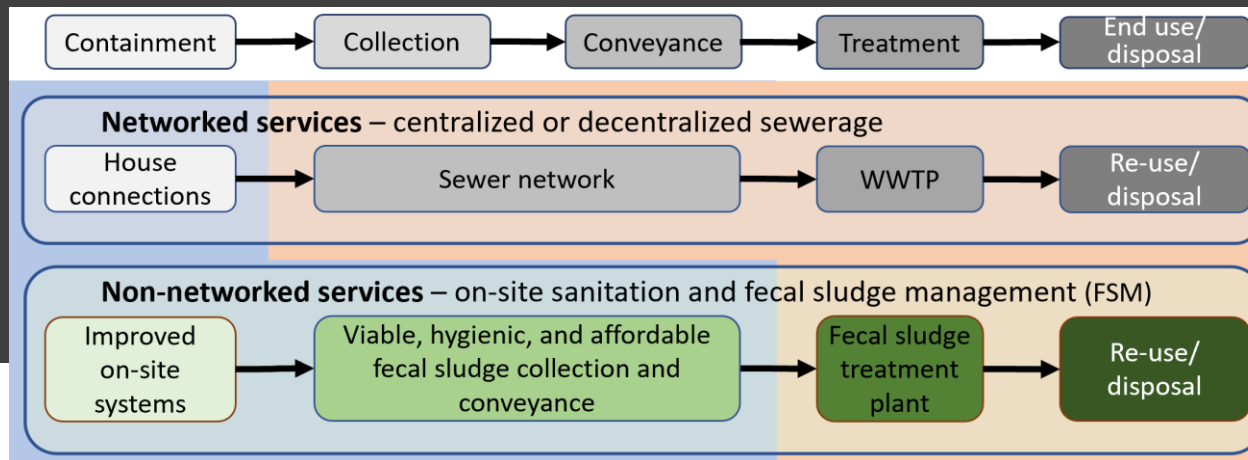 Containment
Collection
Conveyance
Treatment
End use/
disposal
Networked services – centralized or decentralized sewerage
House
connections
Sewer network
WWTP
Re-use/
disposal
Non-networked services – on-site sanitation and fecal sludge management (FSM)
Improved
on-site
systems
Viable, hygienic, and affordable
fecal sludge collection and
conveyance
Fecal sludge
treatment
plant
Re-use/
disposal